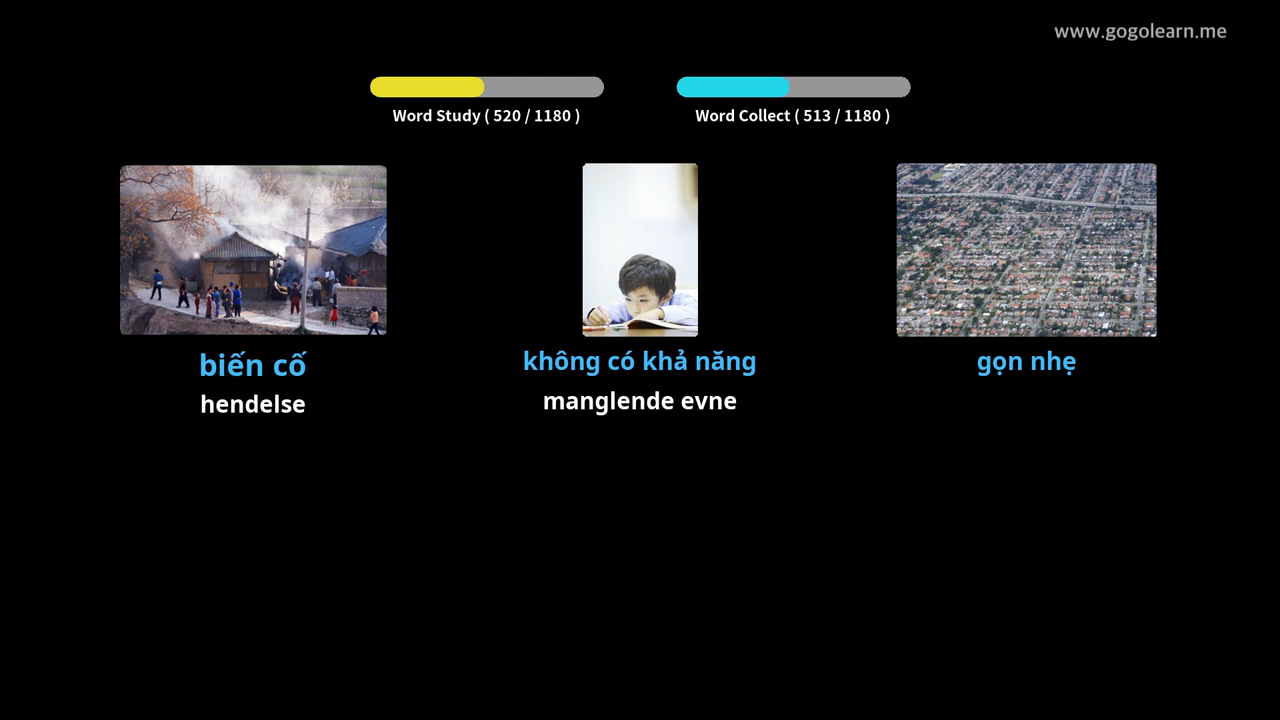 www.gogolearn.me
Word Study ( 520 / 1180 )
Word Collect ( 513 / 1180 )
biến cố
hendelse
không có khả năng
manglende evne
gọn nhẹ